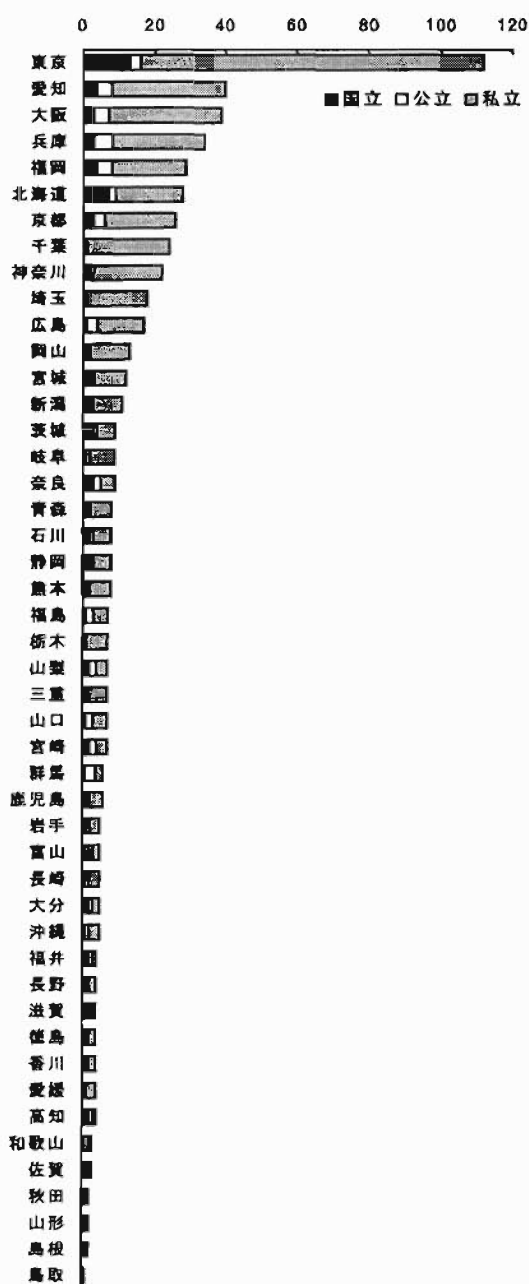 0 20 40 60 80 100 120
東京
愛知
■国立 □公立 ▒私立
大阪
兵庫
福岡
北海道
京都
千葉
神奈川
埼玉
広島
岡山
宮城
新潟
茨城
岐阜
奈良
青森
石川
静岡
熊本
福島
栃木
山梨
三重
山口
宮崎
群馬
鹿児島
岩手
富山
長崎
大分
沖縄
福井
長野
滋賀
徳島
香川
愛媛
高知
和歌山
佐賀
秋田
山形
島根
鳥取